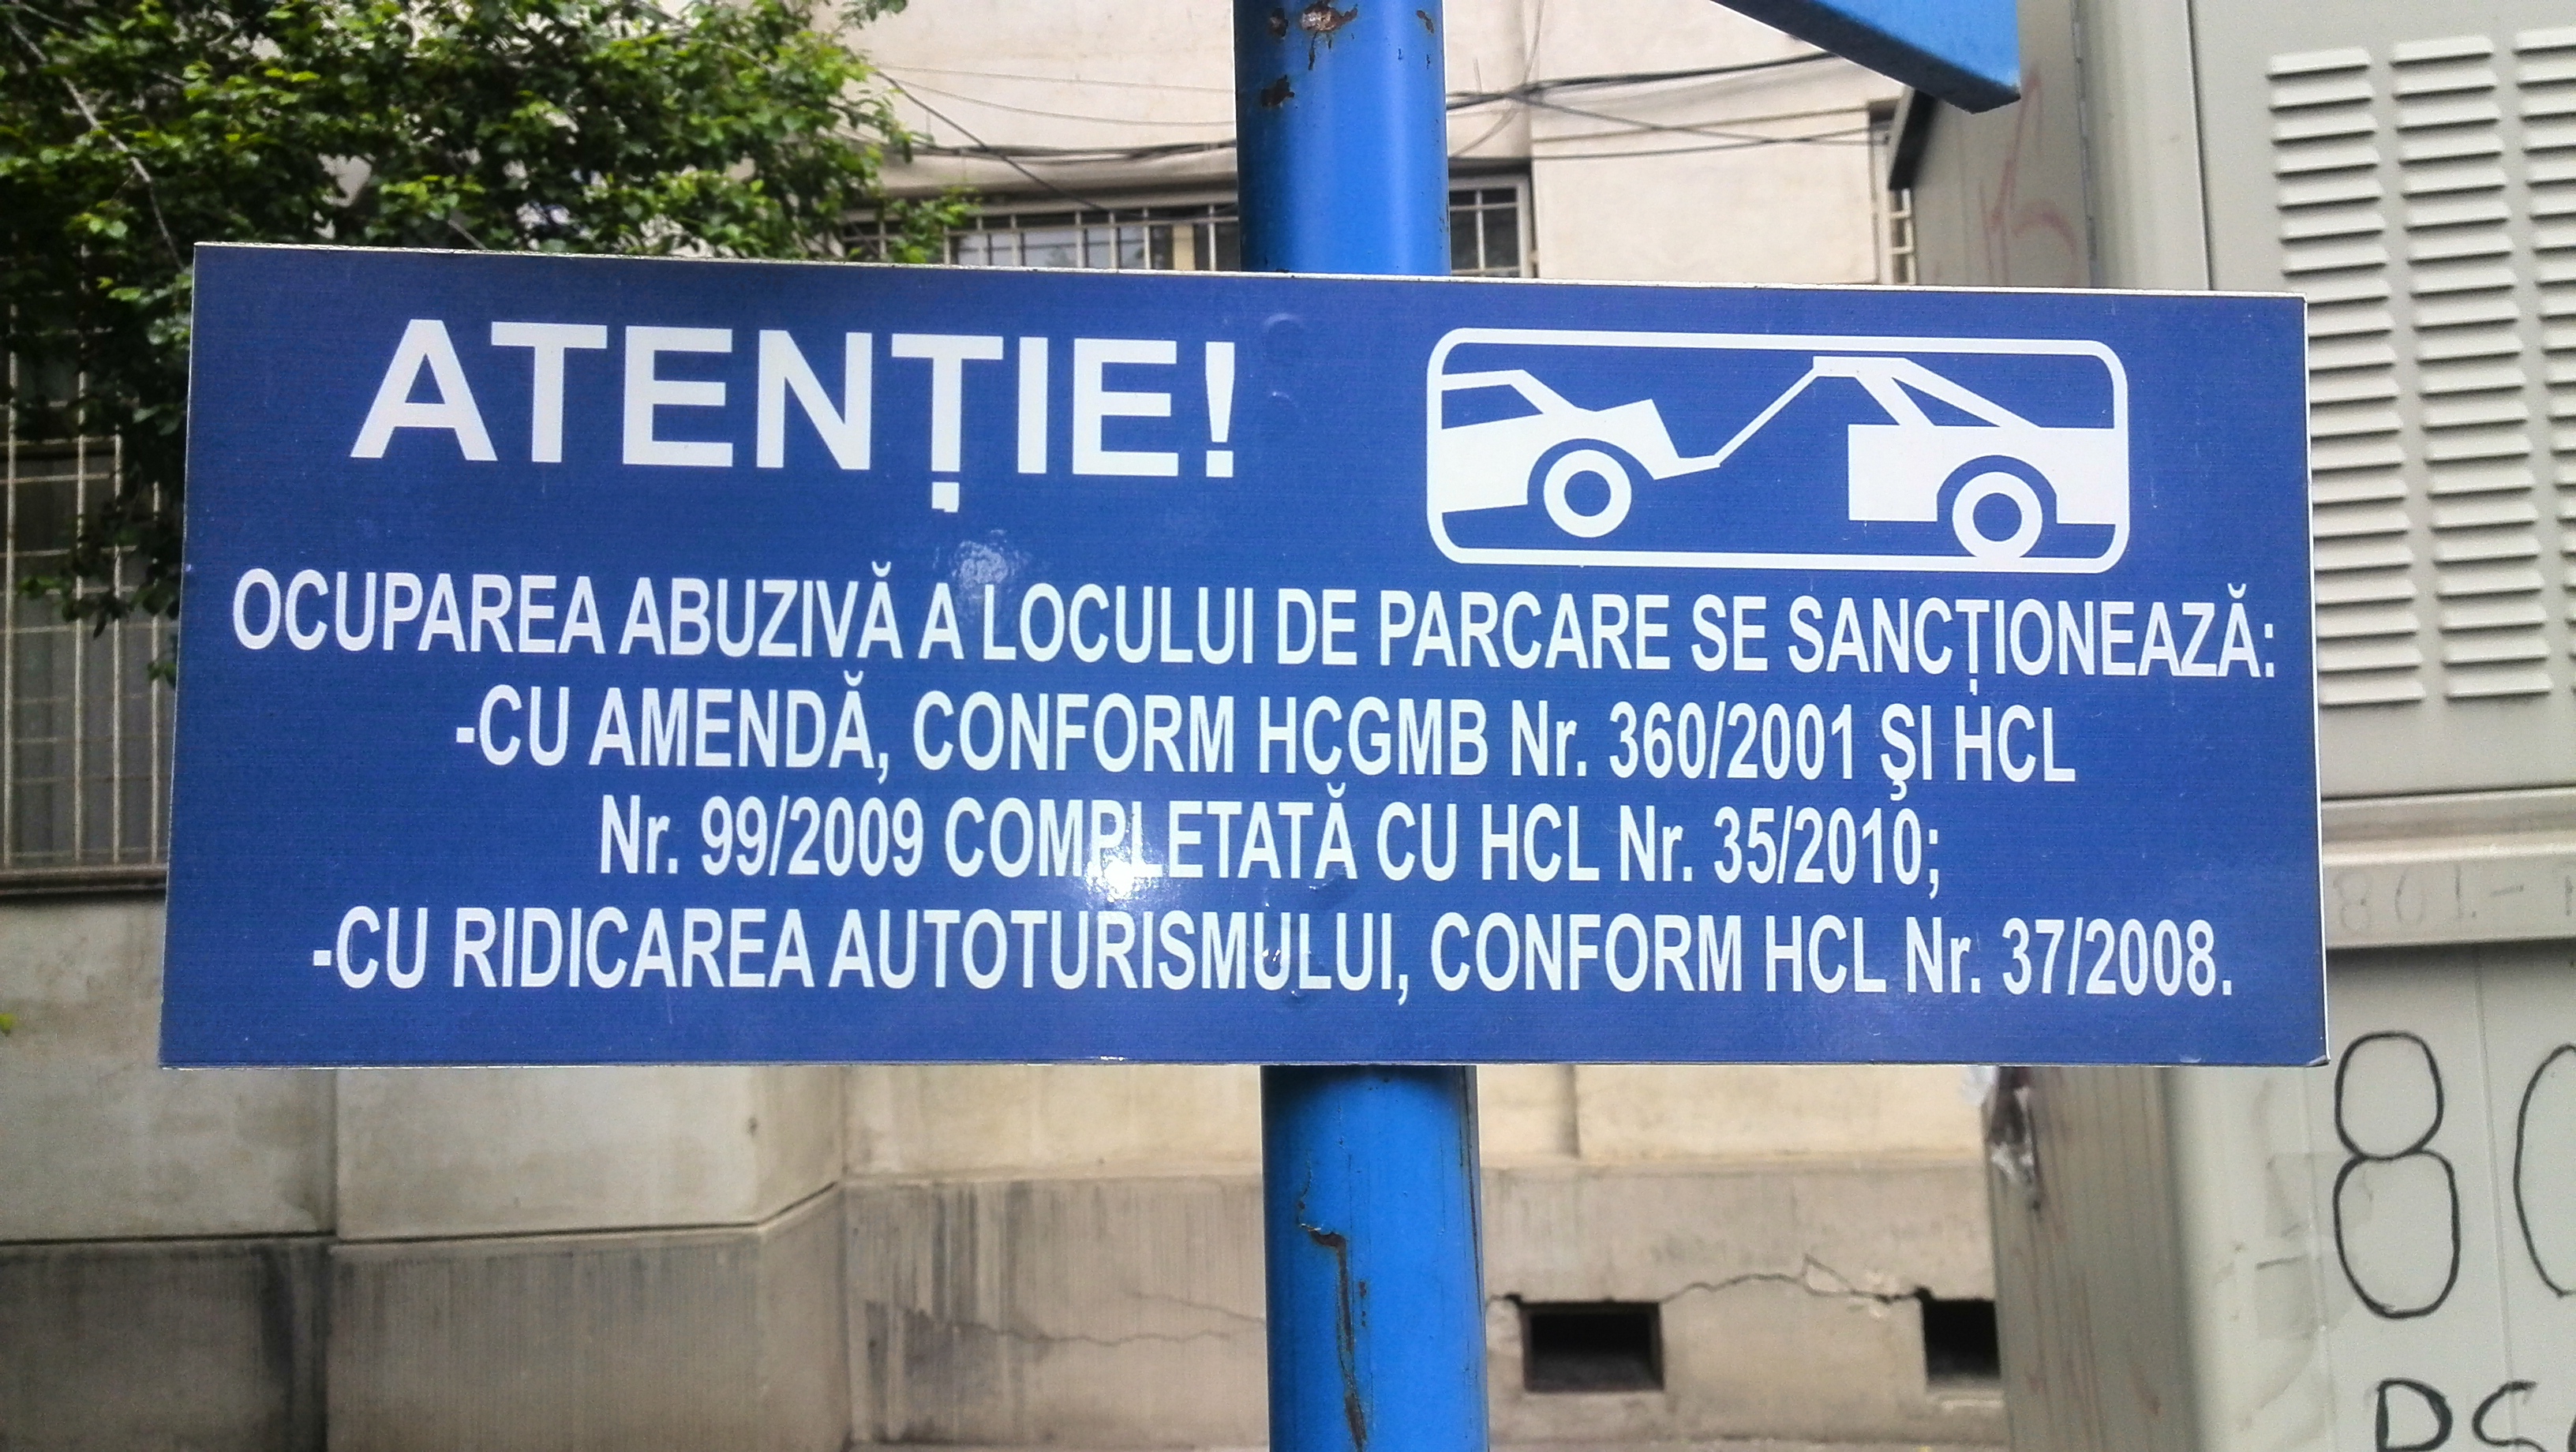 ATENȚIE!
OCUPAREA ABUZIVĂ A LOCULUI DE PARCARE SE SANCȚIONEAZĂ:
-CU AMENDĂ, CONFORM HCGMB Nr. 360/2001 ŞI HCL
Nr. 99/2009 COMPLETATĂ CU HCL Nr. 35/2010;
-CU RIDICAREA AUTOTURISMULUI, CONFORM HCL Nr. 37/2008.